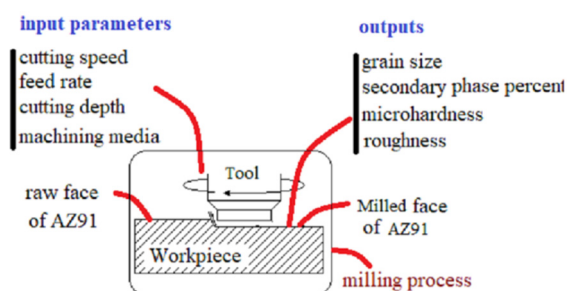 input parameters
cutting speed
feed rate
cutting depth
machining media
outputs
grain size
secondary phase percent
microhardness
roughness
Tool
raw face
of AZ91
Milled face
of AZ91
Workpiece
milling process